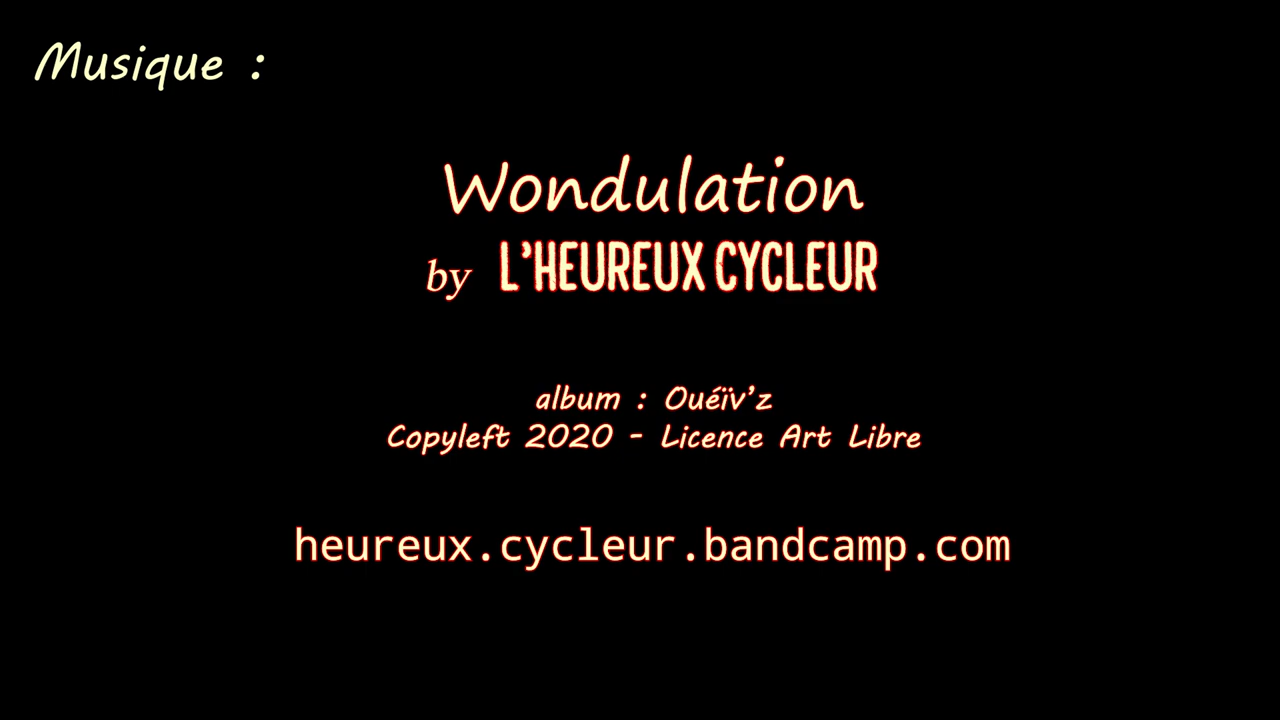 Musique :
Wondulation
by L'HEUREUX CYCLEUR
album : Ouéïv'z
Copyleft 2020 - Licence Art Libre
heureux.cycleur.bandcamp.com